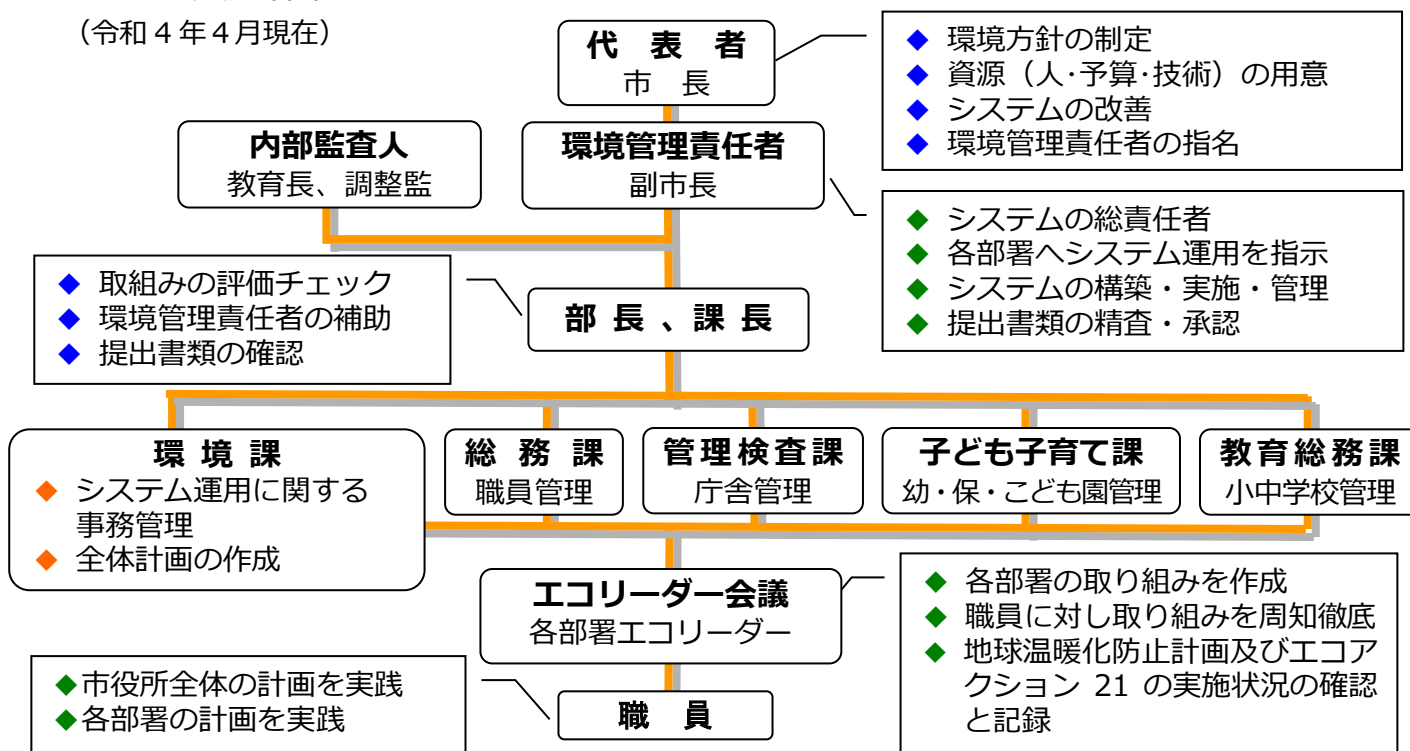 （令和４年４月現在）
代　表　者
市　長
◆ 環境方針の制定
◆ 資源（人･予算･技術）の用意
◆ システムの改善
◆ 環境管理責任者の指名
内部監査人
教育長、調整監
環境管理責任者
副市長
◆ システムの総責任者
◆ 各部署へシステム運用を指示
◆ システムの構築・実施・管理
◆ 提出書類の精査・承認
◆ 取組みの評価チェック
◆ 環境管理責任者の補助
◆ 提出書類の確認
部 長 、課 長
環 境 課
◆ システム運用に関する
事務管理
◆ 全体計画の作成
総 務 課
職員管理
管理検査課
庁舎管理
子ども子育て課
幼・保・こども園管理
教育総務課
小中学校管理
エコリーダー会議
各部署エコリーダー
◆ 各部署の取り組みを作成
◆ 職員に対し取り組みを周知徹底
◆ 地球温暖化防止計画及びエコア
クション 21 の実施状況の確認
と記録
◆市役所全体の計画を実践
◆各部署の計画を実践
職　員